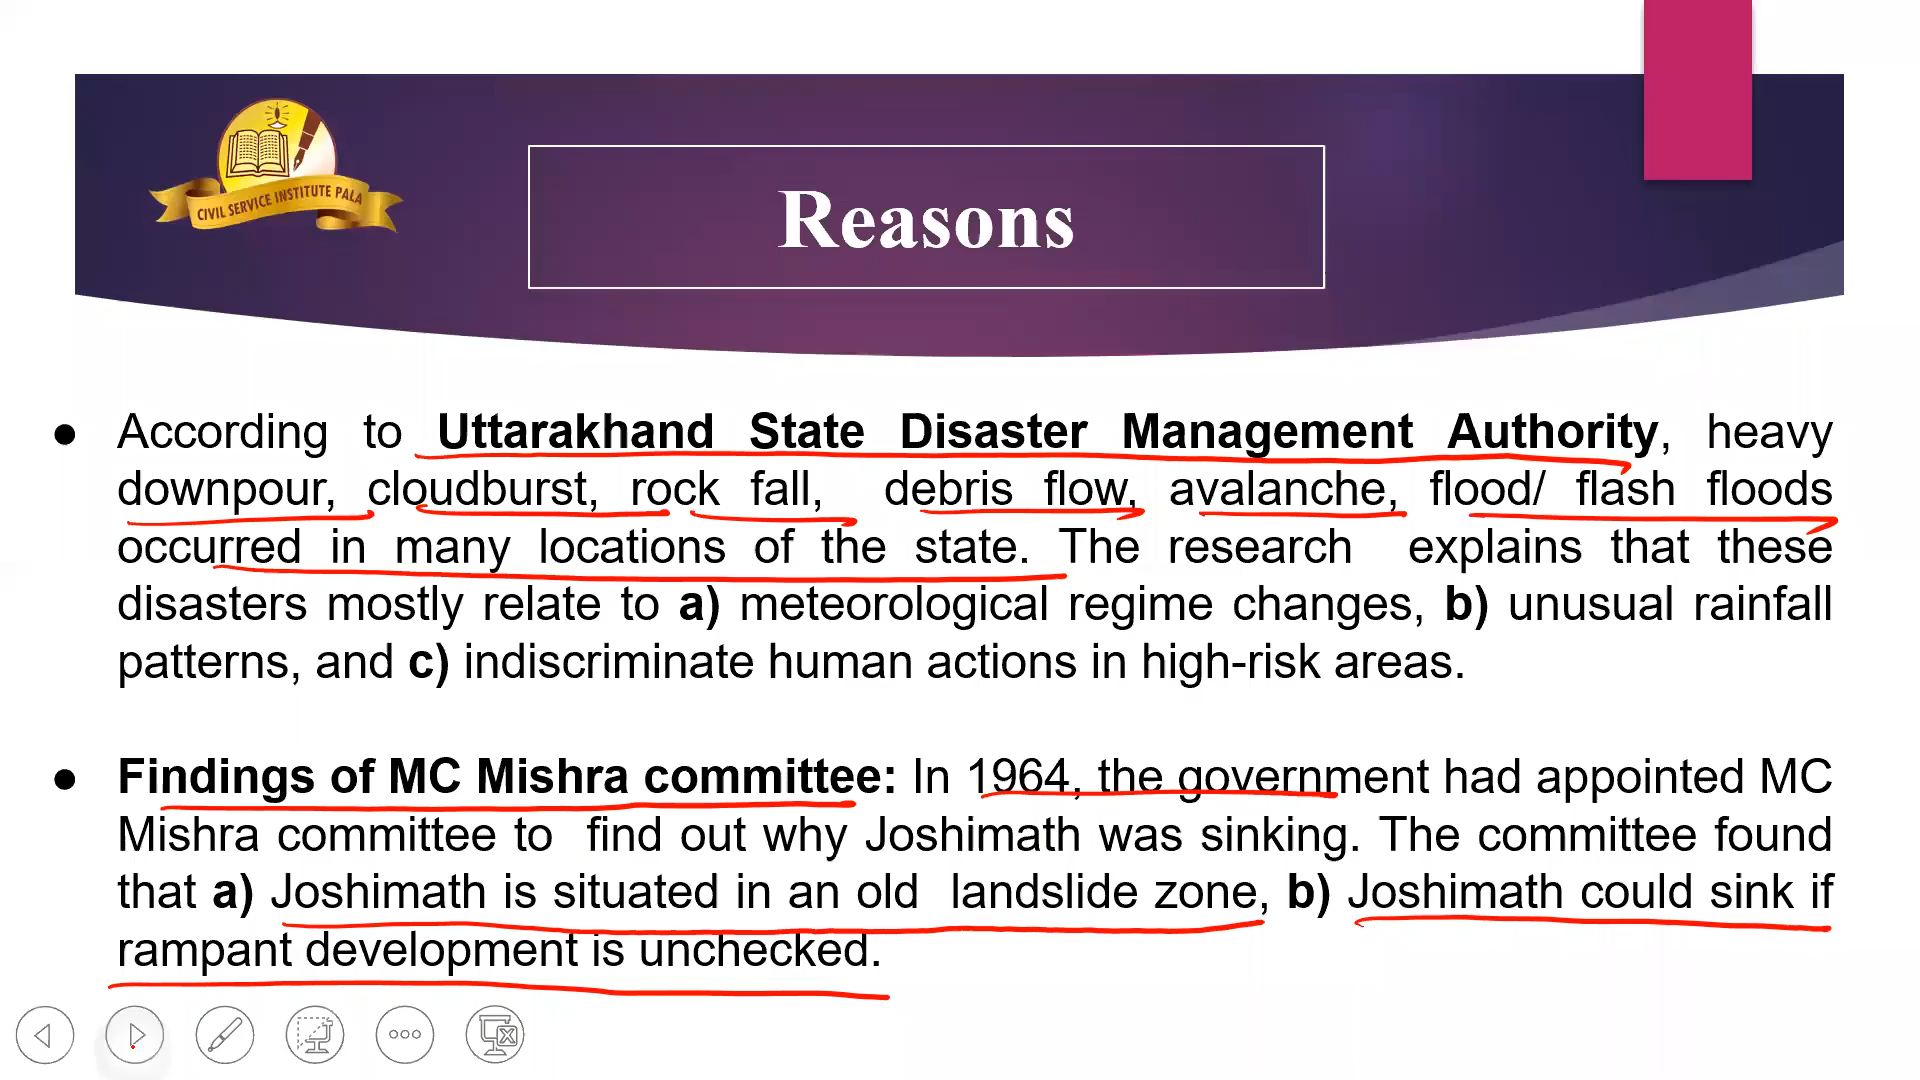 CIVIL SERVICE INSTITUTE PALA
Reasons
● According to Uttarakhand State Disaster Management Authority, heavy
downpour, cloudburst, rock fall, debris flow, avalanche, flood/ flash floods
occurred in many locations of the state. The research explains that these
disasters mostly relate to a) meteorological regime changes, b) unusual rainfall
patterns, and c) indiscriminate human actions in high-risk areas.
● Findings of MC Mishra committee: In 1964, the government had appointed MC
Mishra committee to find out why Joshimath was sinking. The committee found
that a) Joshimath is situated in an old landslide zone, b) Joshimath could sink if
rampant development is unchecked.